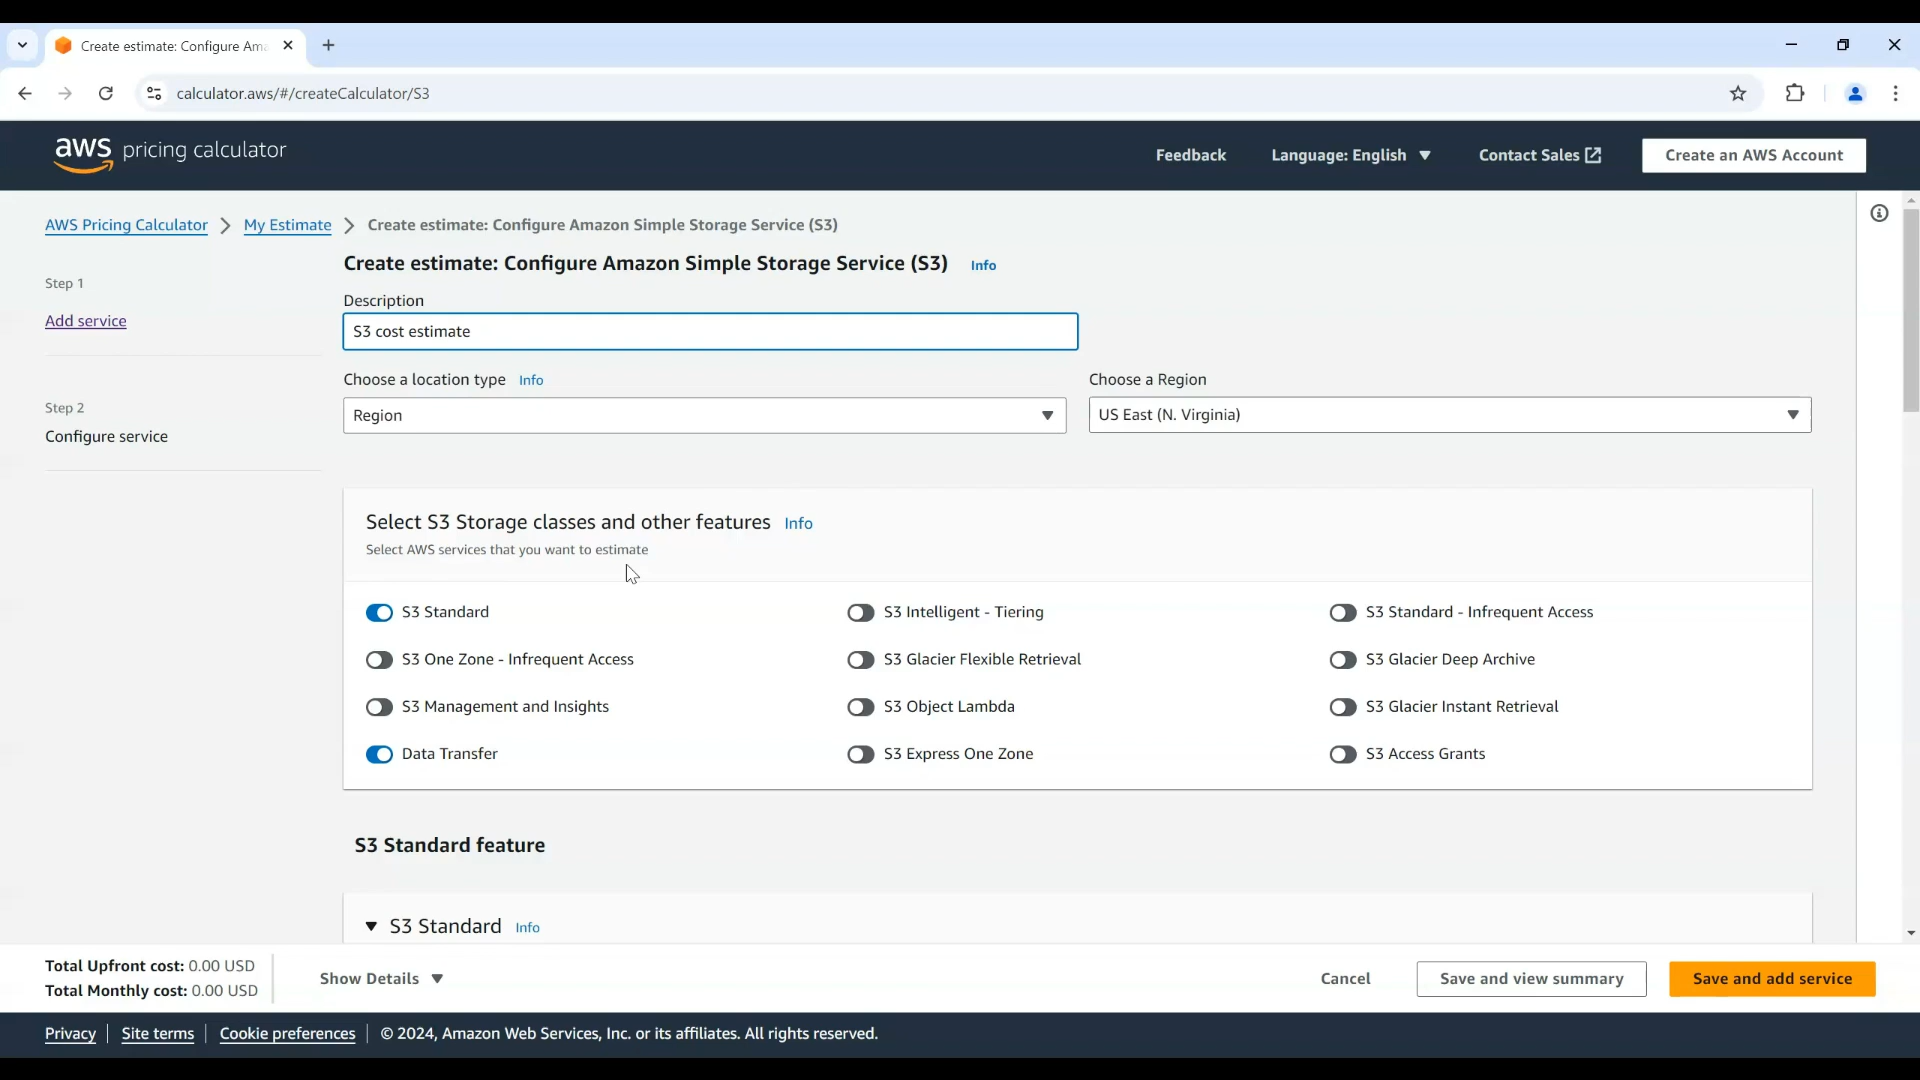 Create estimate: Configure Ama
calculator.aws/#/createCalculator/S3
aws pricing calculator
Feedback
Language: English
Contact Sales
Create an AWS Account
AWS Pricing Calculator
My Estimate
Create estimate: Configure Amazon Simple Storage Service (S3)
Step 1
Add service
Step 2
Configure service
Create estimate: Configure Amazon Simple Storage Service (S3) Info
Description
S3 cost estimate
Choose a location type Info
Region
Choose a Region
US East (N. Virginia)
Select S3 Storage classes and other features Info
Select AWS services that you want to estimate
S3 Standard
S3 Intelligent - Tiering
S3 Standard - Infrequent Access
S3 One Zone - Infrequent Access
S3 Glacier Flexible Retrieval
S3 Glacier Deep Archive
S3 Management and Insights
S3 Object Lambda
S3 Glacier Instant Retrieval
Data Transfer
S3 Express One Zone
S3 Access Grants
S3 Standard feature
S3 Standard Info
Total Upfront cost: 0.00 USD
Total Monthly cost: 0.00 USD
Show Details
Cancel
Save and view summary
Save and add service
Privacy
Site terms
Cookie preferences
© 2024, Amazon Web Services, Inc. or its affiliates. All rights reserved.